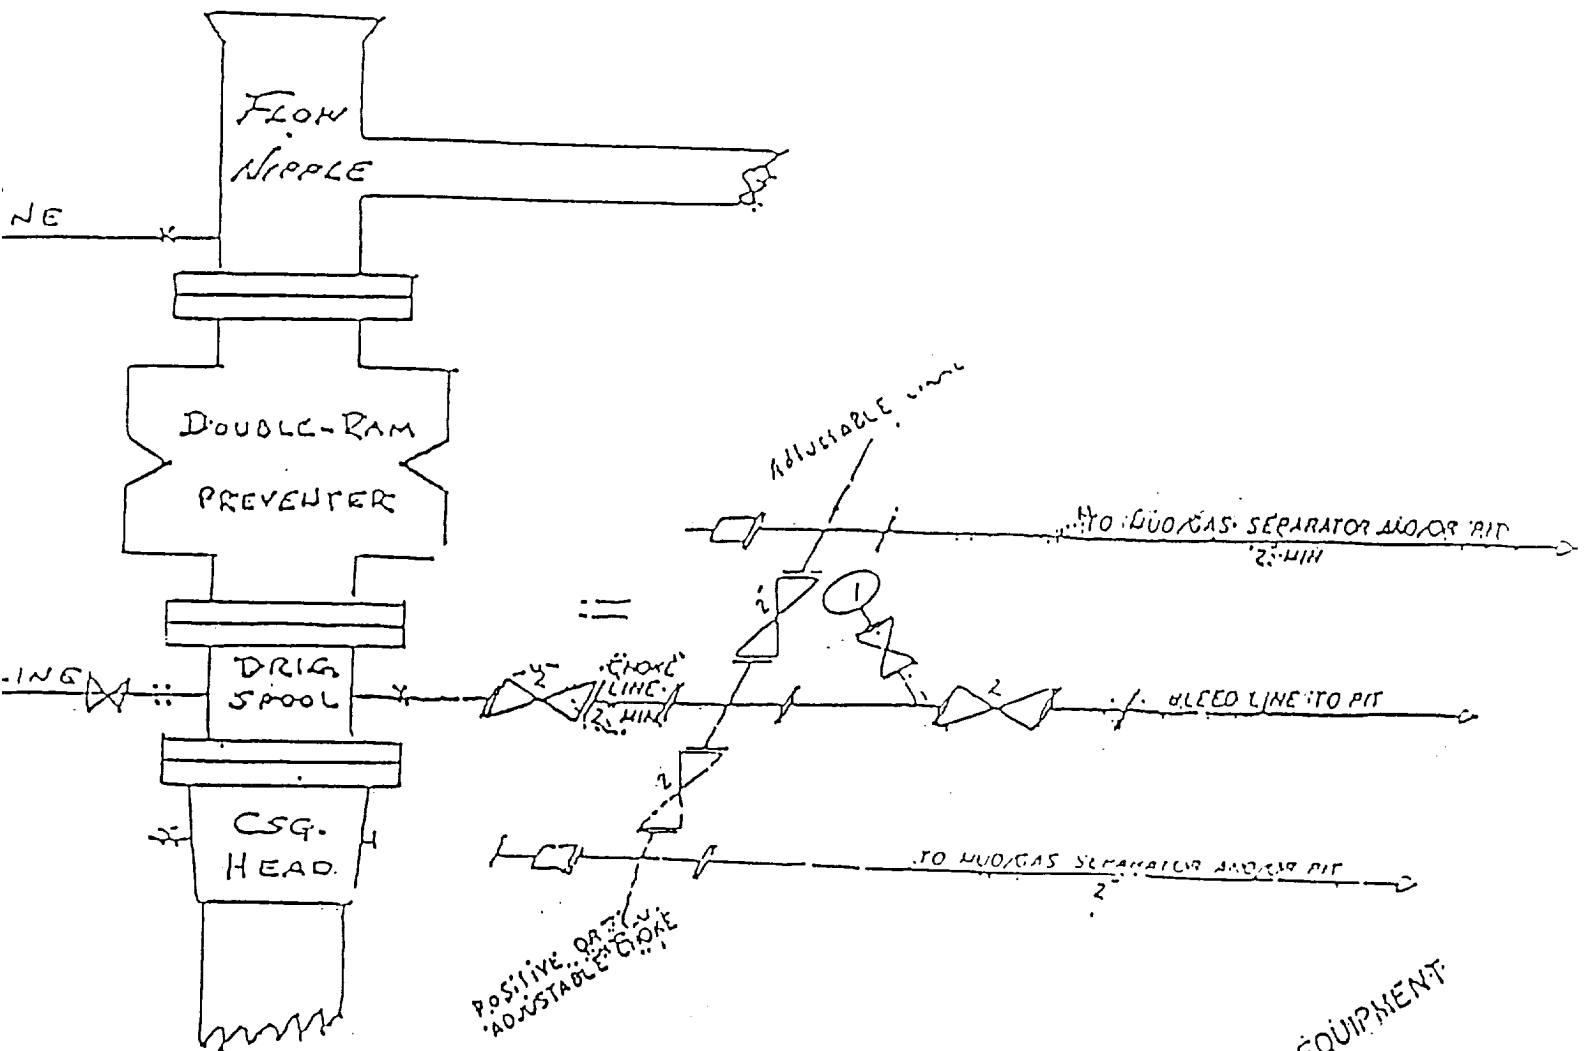 FLOW
NIPPLE
NE
DOUBLE-RAM
PREVENTER
ADJUSTABLE
TO MUD/GAS SEPARATOR AND/OR PIT
2" MIN
2"
1
ING
DRLG
SPOOL
2"
CHOKE
LINE
2" MIN
2
BLEED LINE TO PIT
2
CSG.
HEAD
TO MUD/GAS SEPARATOR AND/OR PIT
2"
POSITIVE OR
ADJUSTABLE CHOKE
EQUIPMENT